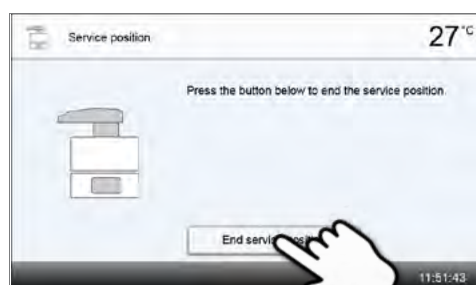 Service position
27°C
Press the button below to end the service position.
End servi
11:51:43